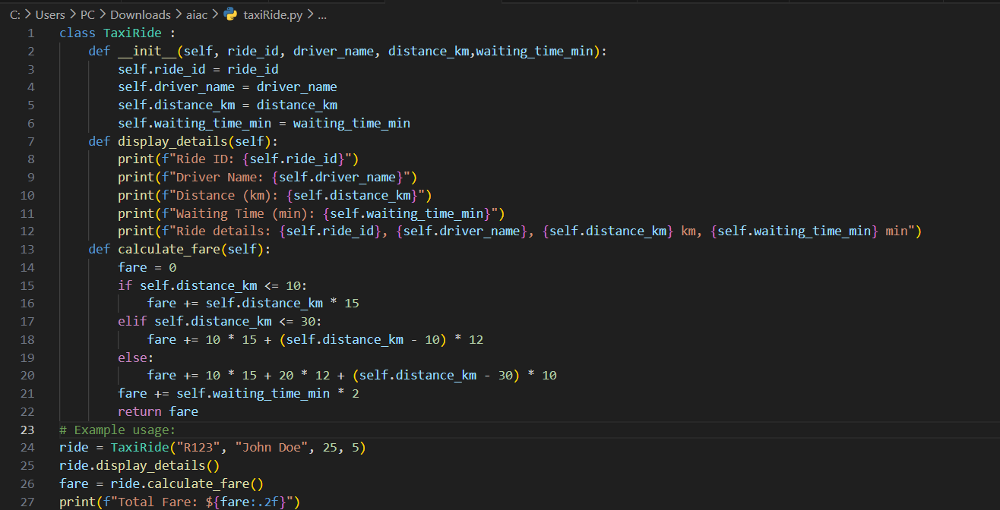 C: > Users > PC > Downloads > aiac > taxiRide.py > ...
1 class TaxiRide :
2     def __init__(self, ride_id, driver_name, distance_km,waiting_time_min):
3         self.ride_id = ride_id
4         self.driver_name = driver_name
5         self.distance_km = distance_km
6         self.waiting_time_min = waiting_time_min
7     def display_details(self):
8         print(f"Ride ID: {self.ride_id}")
9         print(f"Driver Name: {self.driver_name}")
10         print(f"Distance (km): {self.distance_km}")
11         print(f"Waiting Time (min): {self.waiting_time_min}")
12         print(f"Ride details: {self.ride_id}, {self.driver_name}, {self.distance_km} km, {self.waiting_time_min} min")
13     def calculate_fare(self):
14         fare = 0
15         if self.distance_km <= 10:
16             fare += self.distance_km * 15
17         elif self.distance_km <= 30:
18             fare += 10 * 15 + (self.distance_km - 10) * 12
19         else:
20             fare += 10 * 15 + 20 * 12 + (self.distance_km - 30) * 10
21         fare += self.waiting_time_min * 2
22         return fare
23 # Example usage:
24 ride = TaxiRide("R123", "John Doe", 25, 5)
25 ride.display_details()
26 fare = ride.calculate_fare()
27 print(f"Total Fare: ${fare:.2f}")